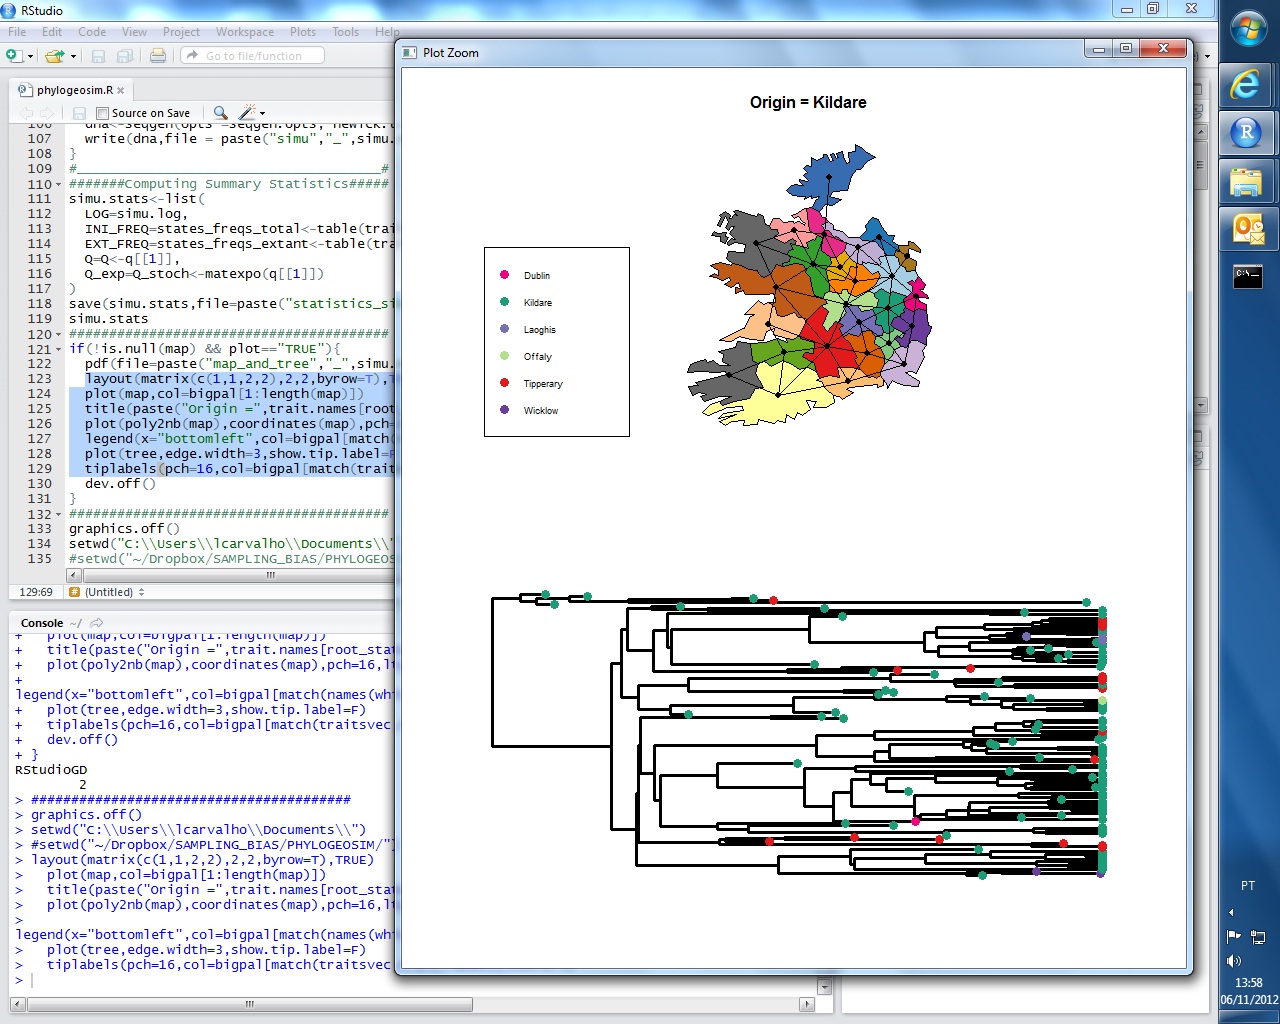 RStudio
File Edit Code View Project Workspace Plots Tools Help
Go to file/function
phylogeosim.R
Source on Save
107 write(dna,file = paste("simu","_",simu.
108 }
109 #______________________________________#
110 #######Computing Summary Statistics#####
111 simu.stats<-list(
112 LOG=simu.log,
113 INI_FREQ=states_freqs_total<-table(trai
114 EXT_FREQ=states_freqs_extant<-table(tra
115 Q=Q<-q[[1]],
116 Q_exp=Q_stoch<-matexpo(q[[1]])
117 )
118 save(simu.stats,file=paste("statistics_si
119 simu.stats
120 ########################################
121 if(!is.null(map) && plot=="TRUE"){
122 pdf(file=paste("map_and_tree","_",simu.
123 layout(matrix(c(1,1,2,2),2,2,byrow=T),T
124 plot(map,col=bigpal[1:length(map)])
125 title(paste("Origin =",trait.names[root
126 plot(poly2nb(map),coordinates(map),pch=
127 legend(x="bottomleft",col=bigpal[match(
128 plot(tree,edge.width=3,show.tip.label=F
129 tiplabels(pch=16,col=bigpal[match(trait
130 dev.off()
131 }
132 ########################################
133 graphics.off()
134 setwd("C:\\Users\\lcarvalho\\Documents\\"
135 #setwd("~/Dropbox/SAMPLING_BIAS/PHYLOGEOS
129:69 (Untitled)
Console ~/
+ plot(map,col=bigpal[1:length(map)])
+ title(paste("Origin =",trait.names[root_stat
+ plot(poly2nb(map),coordinates(map),pch=16,lt
+
legend(x="bottomleft",col=bigpal[match(names(wh
+ plot(tree,edge.width=3,show.tip.label=F)
+ tiplabels(pch=16,col=bigpal[match(traitsvec
+ dev.off()
+ }
RStudioGD
2
> ########################################
> graphics.off()
> setwd("C:\\Users\\lcarvalho\\Documents\\")
> #setwd("~/Dropbox/SAMPLING_BIAS/PHYLOGEOSIM/")
> layout(matrix(c(1,1,2,2),2,2,byrow=T),TRUE)
> plot(map,col=bigpal[1:length(map)])
> title(paste("Origin =",trait.names[root_stat
> plot(poly2nb(map),coordinates(map),pch=16,lt
>
legend(x="bottomleft",col=bigpal[match(names(wh
> plot(tree,edge.width=3,show.tip.label=F)
> tiplabels(pch=16,col=bigpal[match(traitsvec
>
Plot Zoom
Origin = Kildare
Dublin
Kildare
Laoghis
Offaly
Tipperary
Wicklow
C:\_
PT
13:58
06/11/2012